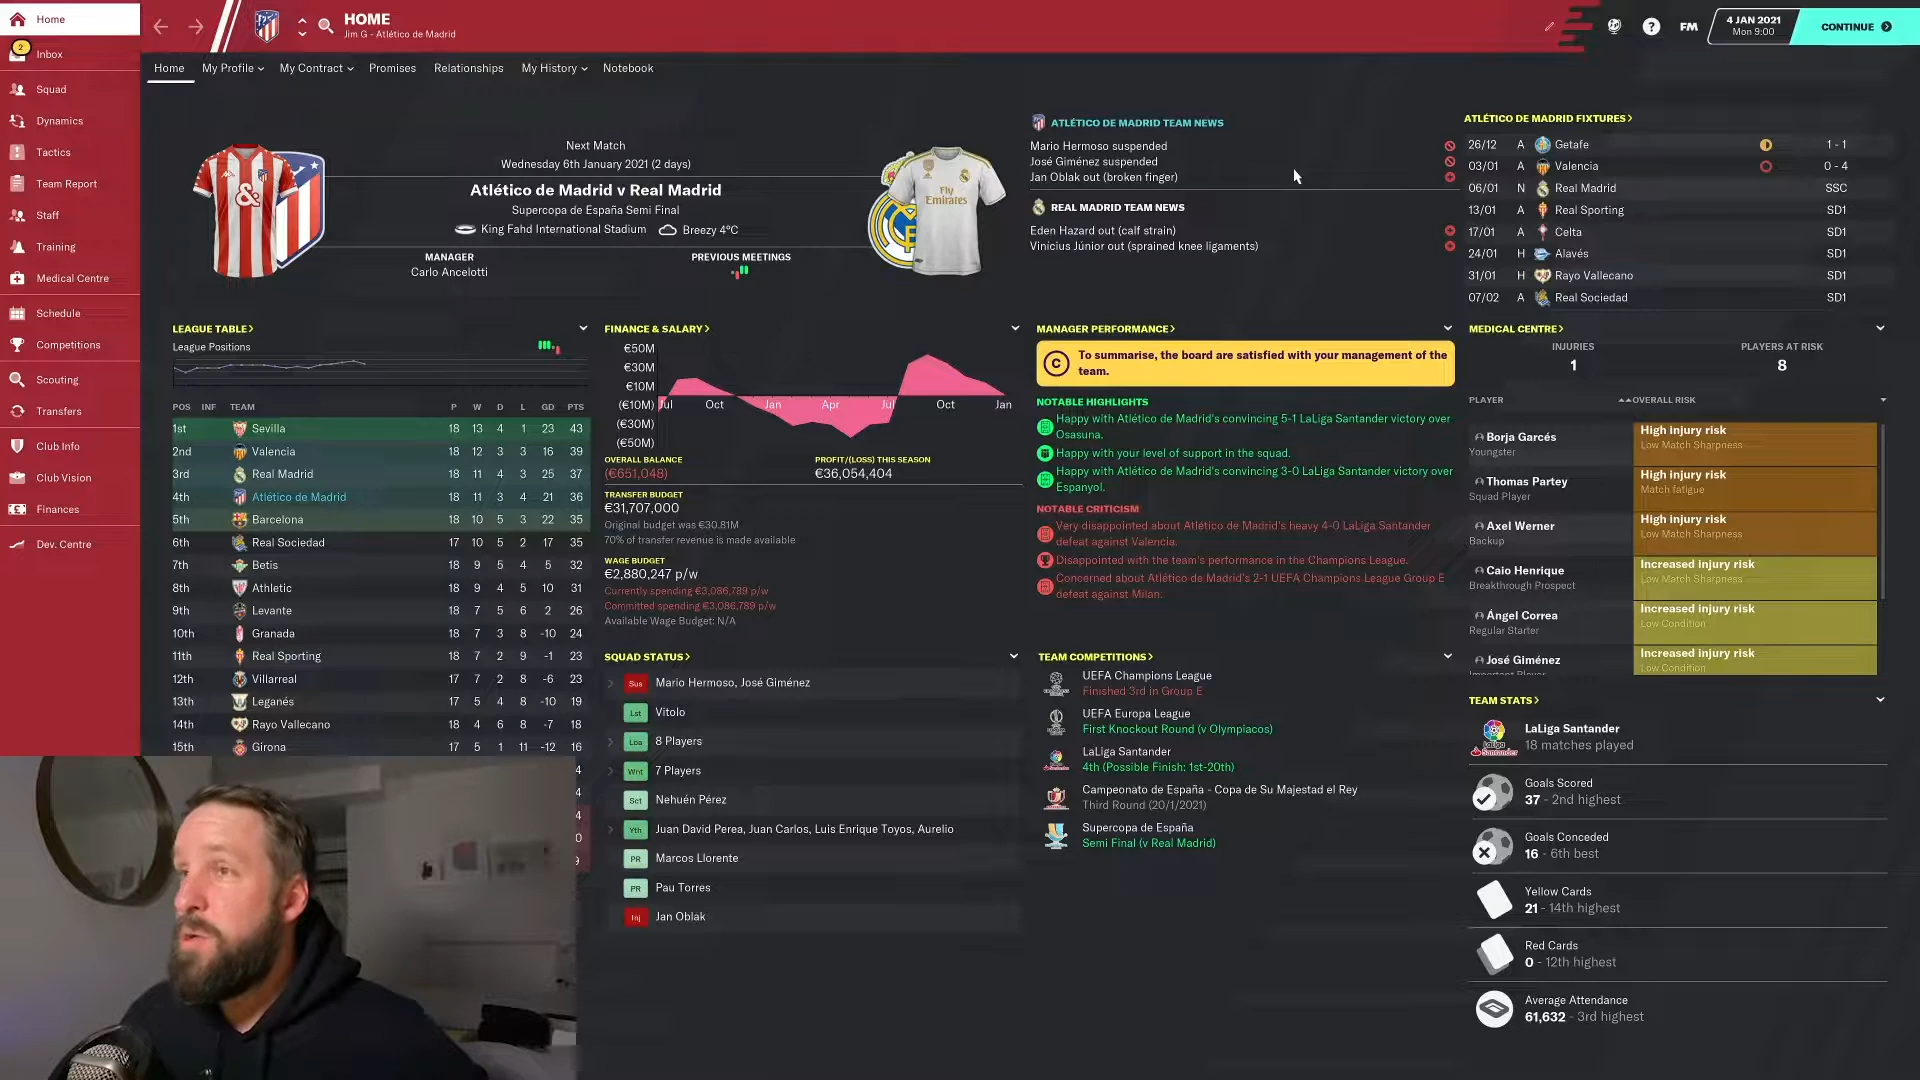 Home
2
Inbox
Squad
Dynamics
Tactics
Team Report
Staff
Training
Medical Centre
Schedule
Competitions
Scouting
Transfers
Club Info
Club Vision
Finances
Dev. Centre
HOME
Jim G - Atlético de Madrid
FM
4 JAN 2021
Mon 9:00
CONTINUE
Home My Profile My Contract Promises Relationships My History Notebook
Next Match
Wednesday 6th January 2021 (2 days)
Atlético de Madrid v Real Madrid
Supercopa de España Semi Final
King Fahd International Stadium Breezy 4°C
MANAGER
Carlo Ancelotti
PREVIOUS MEETINGS
Fly
Emirates
ATLÉTICO DE MADRID TEAM NEWS
Mario Hermoso suspended
José Giménez suspended
Jan Oblak out (broken finger)
REAL MADRID TEAM NEWS
Eden Hazard out (calf strain)
Vinícius Júnior out (sprained knee ligaments)
ATLÉTICO DE MADRID FIXTURES>
26/12 A Getafe 1 - 1
03/01 A Valencia 0 - 4
06/01 N Real Madrid SSC
13/01 A Real Sporting SD1
17/01 A Celta SD1
24/01 H Alavés SD1
31/01 H Rayo Vallecano SD1
07/02 A Real Sociedad SD1
LEAGUE TABLE>
League Positions
POS INF TEAM P W D L GD PTS
1st Sevilla 18 13 4 1 23 43
2nd Valencia 18 12 3 3 16 39
3rd Real Madrid 18 11 4 3 25 37
4th Atlético de Madrid 18 11 3 4 21 36
5th Barcelona 18 10 5 3 22 35
6th Real Sociedad 17 10 5 2 17 35
7th Betis 18 9 5 4 5 32
8th Athletic 18 9 4 5 10 31
9th Levante 18 7 5 6 2 26
10th Granada 18 7 3 8 -10 24
11th Real Sporting 18 7 2 9 -1 23
12th Villarreal 17 7 2 8 -6 23
13th Leganés 17 5 4 8 -10 19
14th Rayo Vallecano 18 4 6 8 -7 18
15th Girona 17 5 1 11 -12 16
4
4
4
0
9
FINANCE & SALARY>
€50M
€30M
€10M
(€10M)
(€30M)
(€50M)
Jul Oct Jan Apr Jul Oct Jan
OVERALL BALANCE
(€651,048)
PROFIT/(LOSS) THIS SEASON
€36,054,404
TRANSFER BUDGET
€31,707,000
Original budget was €30.81M
70% of transfer revenue is made available
WAGE BUDGET
€2,880,247 p/w
Currently spending €3,086,789 p/w
Committed spending €3,086,789 p/w
Available Wage Budget: N/A
SQUAD STATUS>
Sus Mario Hermoso, José Giménez
Lst Vitolo
Loa 8 Players
Wnt 7 Players
Sct Nehuén Pérez
Yth Juan David Perea, Juan Carlos, Luis Enrique Toyos, Aurelio
PR Marcos Llorente
PR Pau Torres
Inj Jan Oblak
MANAGER PERFORMANCE>
C
To summarise, the board are satisfied with your management of the
team.
NOTABLE HIGHLIGHTS
Happy with Atlético de Madrid's convincing 5-1 LaLiga Santander victory over
Osasuna.
Happy with your level of support in the squad.
Happy with Atlético de Madrid's convincing 3-0 LaLiga Santander victory over
Espanyol.
NOTABLE CRITICISM
Very disappointed about Atlético de Madrid's heavy 4-0 LaLiga Santander
defeat against Valencia.
Disappointed with the team's performance in the Champions League.
Concerned about Atlético de Madrid's 2-1 UEFA Champions League Group E
defeat against Milan.
TEAM COMPETITIONS>
UEFA Champions League
Finished 3rd in Group E
UEFA Europa League
First Knockout Round (v Olympiacos)
LaLiga Santander
4th (Possible Finish: 1st-20th)
Campeonato de España - Copa de Su Majestad el Rey
Third Round (20/1/2021)
Supercopa de España
Semi Final (v Real Madrid)
MEDICAL CENTRE>
INJURIES
1
PLAYERS AT RISK
8
PLAYER OVERALL RISK
Borja Garcés
Youngster
High injury risk
Low Match Sharpness
Thomas Partey
Squad Player
High injury risk
Match fatigue
Axel Werner
Backup
High injury risk
Low Match Sharpness
Caio Henrique
Breakthrough Prospect
Increased injury risk
Low Match Sharpness
Ángel Correa
Regular Starter
Increased injury risk
Low Condition
José Giménez
Important Player
Increased injury risk
Low Condition
TEAM STATS>
LaLiga Santander
18 matches played
Goals Scored
37 - 2nd highest
Goals Conceded
16 - 6th best
Yellow Cards
21 - 14th highest
Red Cards
0 - 12th highest
Average Attendance
61,632 - 3rd highest